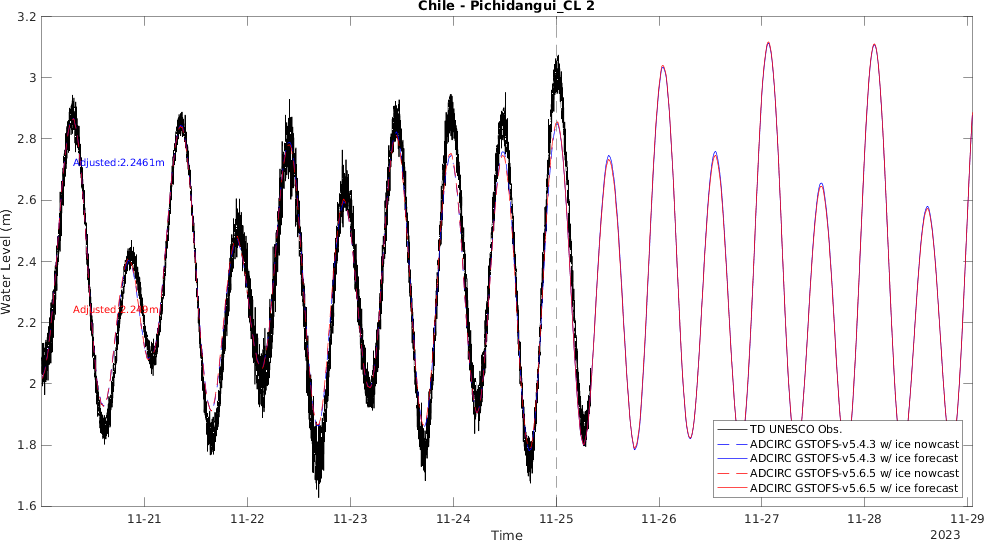 Chile - Pichidangui_CL 2
3.2
3
2.8
2.6
2.4
2.2
2
1.8
1.6
Water Level (m)
Adjusted:2.2461m
Adjusted:2.249m
TD UNESCO Obs.
ADCIRC GSTOFS-v5.4.3 w/ ice nowcast
ADCIRC GSTOFS-v5.4.3 w/ ice forecast
ADCIRC GSTOFS-v5.6.5 w/ ice nowcast
ADCIRC GSTOFS-v5.6.5 w/ ice forecast
11-21 11-22 11-23 11-24 11-25 11-26 11-27 11-28 11-29
Time
2023